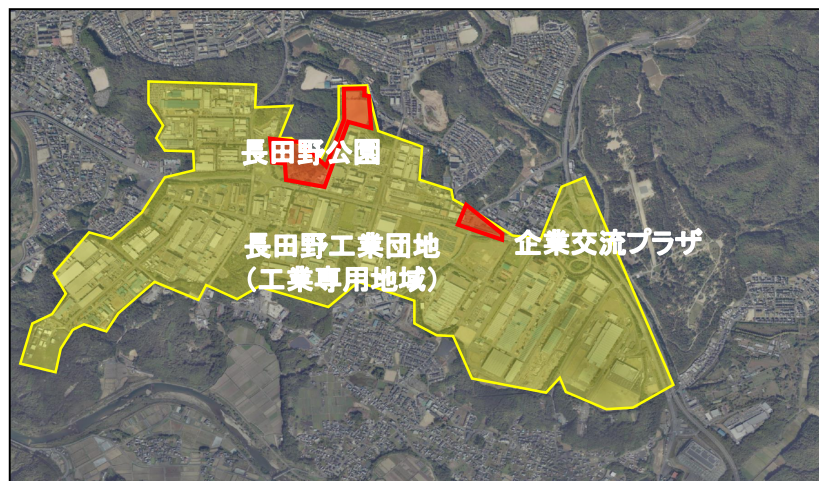 長田野公園
長田野工業団地
（工業専用地域）
企業交流プラザ